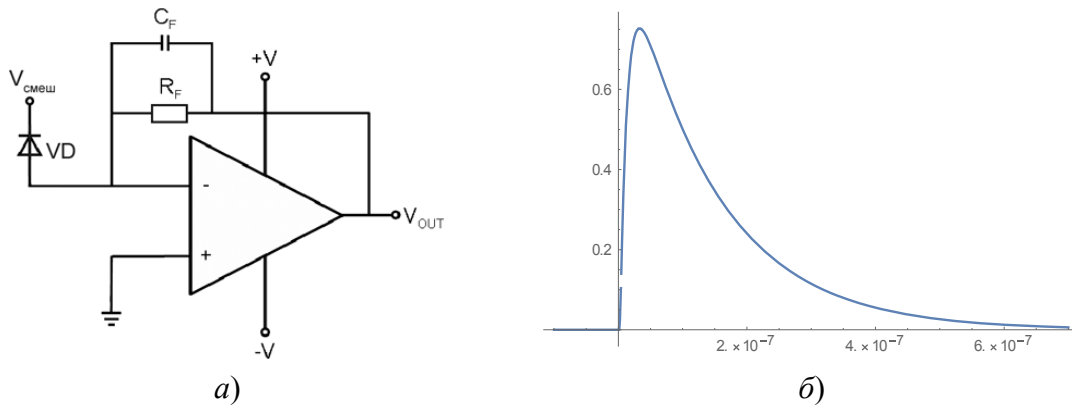 C_F
+V
V_смеш
R_F
VD
-
+
V_OUT
-V
0.6
0.4
0.2
2. × 10⁻⁷
4. × 10⁻⁷
6. × 10⁻⁷
а)
б)